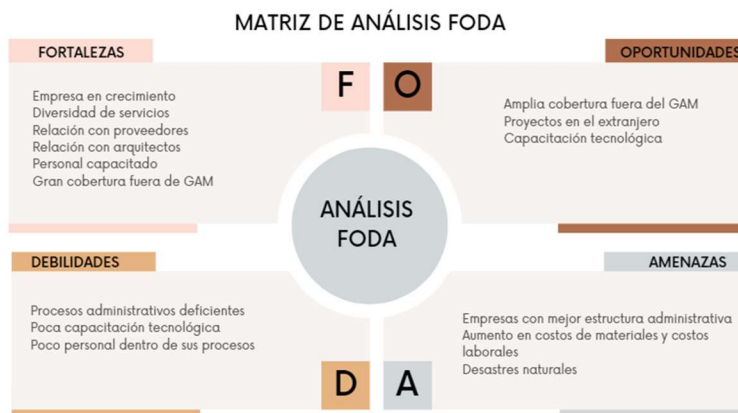 MATRIZ DE ANÁLISIS FODA
FORTALEZAS
F
Empresa en crecimiento
Diversidad de servicios
Relación con proveedores
Relación con arquitectos
Personal capacitado
Gran cobertura fuera de GAM
OPORTUNIDADES
O
Amplia cobertura fuera del GAM
Proyectos en el extranjero
Capacitación tecnológica
ANÁLISIS
FODA
DEBILIDADES
Procesos administrativos deficientes
Poca capacitación tecnológica
Poco personal dentro de sus procesos
D
AMENAZAS
Empresas con mejor estructura administrativa
Aumento en costos de materiales y costos
laborales
Desastres naturales
A